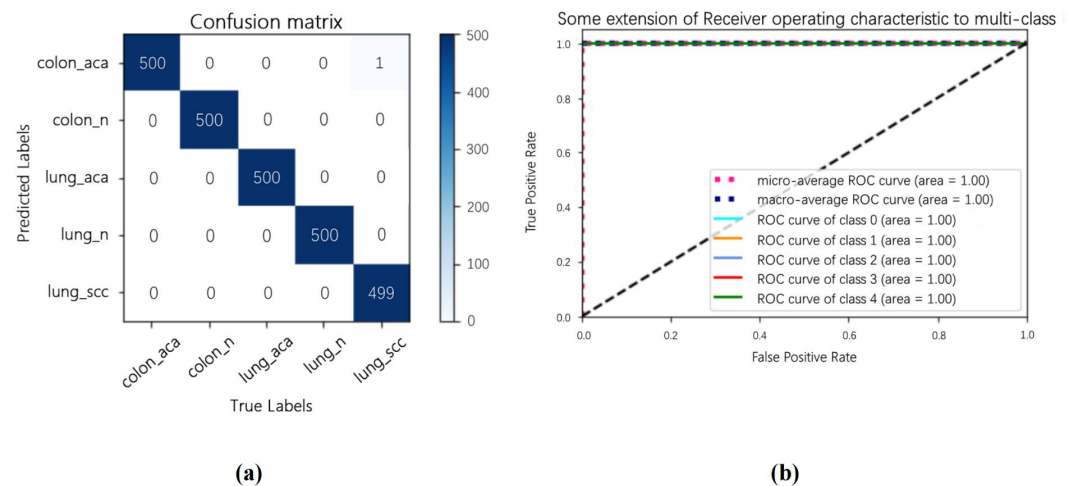 Confusion matrix
Predicted Labels
colon_aca 500 0 0 0 1
colon_n 0 500 0 0 0
lung_aca 0 0 500 0 0
lung_n 0 0 0 500 0
lung_scc 0 0 0 0 499
colon_aca colon_n lung_aca lung_n lung_scc
True Labels
500
400
300
200
100
0
(a)
Some extension of Receiver operating characteristic to multi-class
True Positive Rate
1.0
0.8
0.6
0.4
0.2
0.0
micro-average ROC curve (area = 1.00)
macro-average ROC curve (area = 1.00)
ROC curve of class 0 (area = 1.00)
ROC curve of class 1 (area = 1.00)
ROC curve of class 2 (area = 1.00)
ROC curve of class 3 (area = 1.00)
ROC curve of class 4 (area = 1.00)
0.0 0.2 0.4 0.6 0.8 1.0
False Positive Rate
(b)